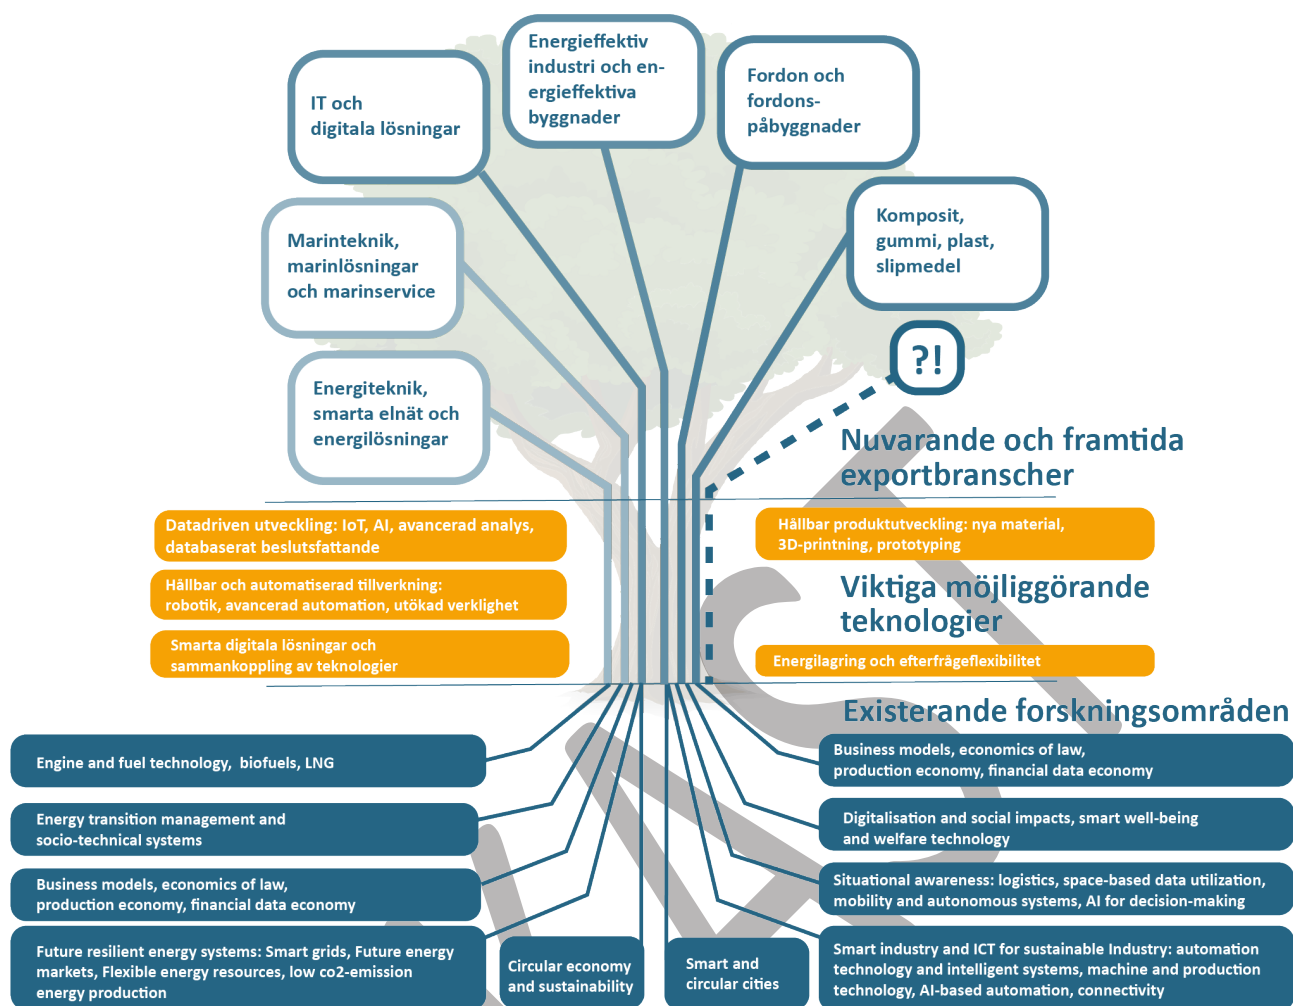 Energieffektiv
industri och en-
ergieffektiva
byggnader
Fordon och
fordons-
påbyggnader
IT och
digitala lösningar
Komposit,
gummi, plast,
slipmedel
Marinteknik,
marinlösningar
och marinservice
?!
Energiteknik,
smarta elnät och
energilösningar
Nuvarande och framtida
exportbranscher
Datadriven utveckling: IoT, AI, avancerad analys,
databaserat beslutsfattande
Hållbar produktutveckling: nya material,
3D-printning, prototyping
Hållbar och automatiserad tillverkning:
robotik, avancerad automation, utökad verklighet
Viktiga möjliggörande
teknologier
Smarta digitala lösningar och
sammankoppling av teknologier
Energilagring och efterfrågeflexibilitet
Existerande forskningsområden
Engine and fuel technology, biofuels, LNG
Business models, economics of law,
production economy, financial data economy
Energy transition management and
socio-technical systems
Digitalisation and social impacts, smart well-being
and welfare technology
Business models, economics of law,
production economy, financial data economy
Situational awareness: logistics, space-based data utilization,
mobility and autonomous systems, AI for decision-making
Future resilient energy systems: Smart grids, Future energy
markets, Flexible energy resources, low co2-emission
energy production
Circular economy
and sustainability
Smart and
circular cities
Smart industry and ICT for sustainable Industry: automation
technology and intelligent systems, machine and production
technology, AI-based automation, connectivity